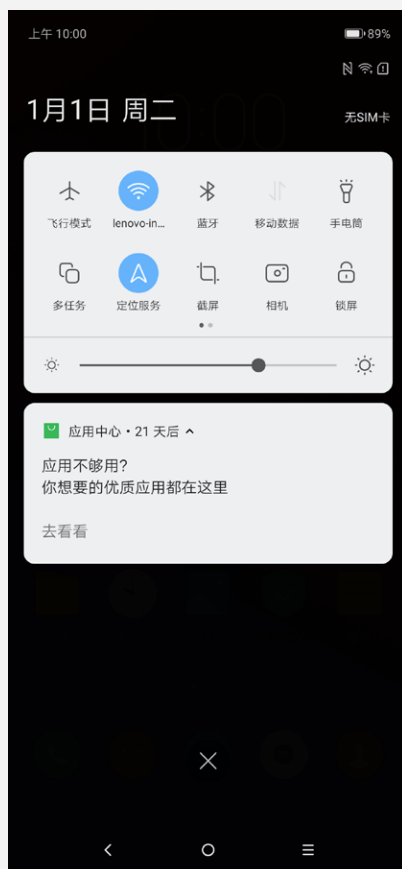 上午 10:00
89%
1月1日 周二
无SIM卡
飞行模式
lenovo-in...
蓝牙
移动数据
手电筒
多任务
定位服务
截屏
相机
锁屏
应用中心 • 21 天后
应用不够用?
你想要的优质应用都在这里
去看看